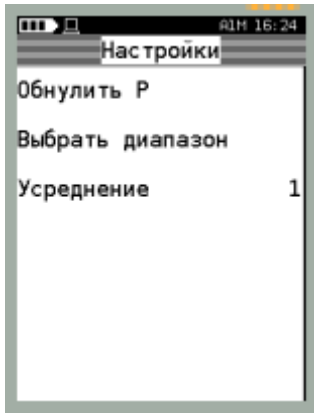 A1M 16:24
Настройки
Обнулить P
Выбрать диапазон
Усреднение 1